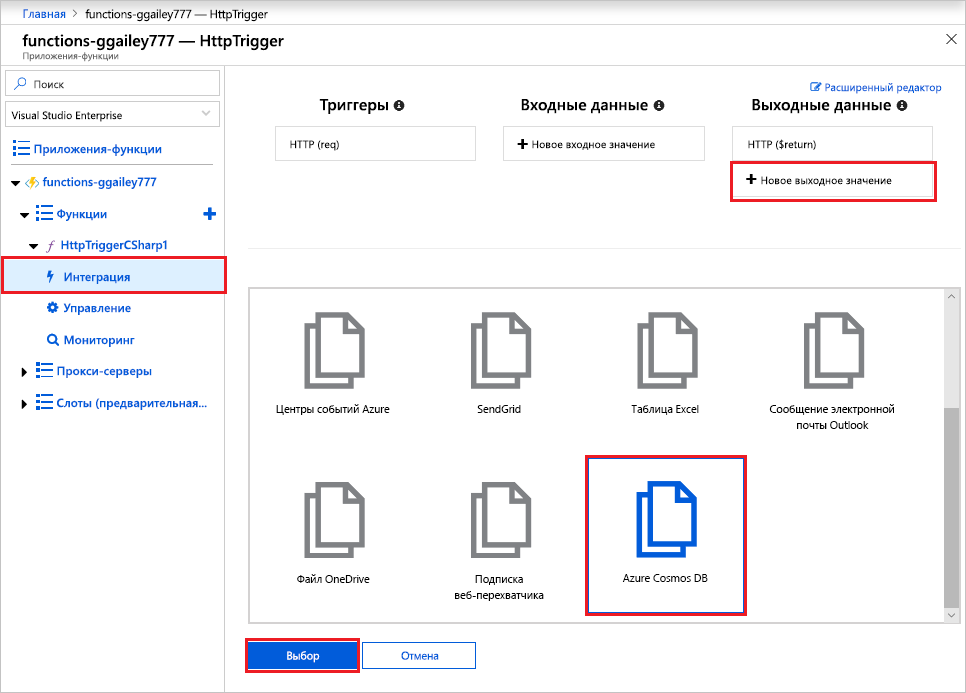 Главная > functions-ggailey777 — HttpTrigger
functions-ggailey777 — HttpTrigger
Приложения-функции
Поиск
Visual Studio Enterprise
Приложения-функции
functions-ggailey777
Функции
HttpTriggerCSharp1
Интеграция
Управление
Мониторинг
Прокси-серверы
Слоты (предварительная...
Расширенный редактор
Триггеры
HTTP (req)
Входные данные
Новое входное значение
Выходные данные
HTTP ($return)
Новое выходное значение
Центры событий Azure
SendGrid
Таблица Excel
Сообщение электронной
почты Outlook
Файл OneDrive
Подписка
веб-перехватчика
Azure Cosmos DB
Выбор
Отмена